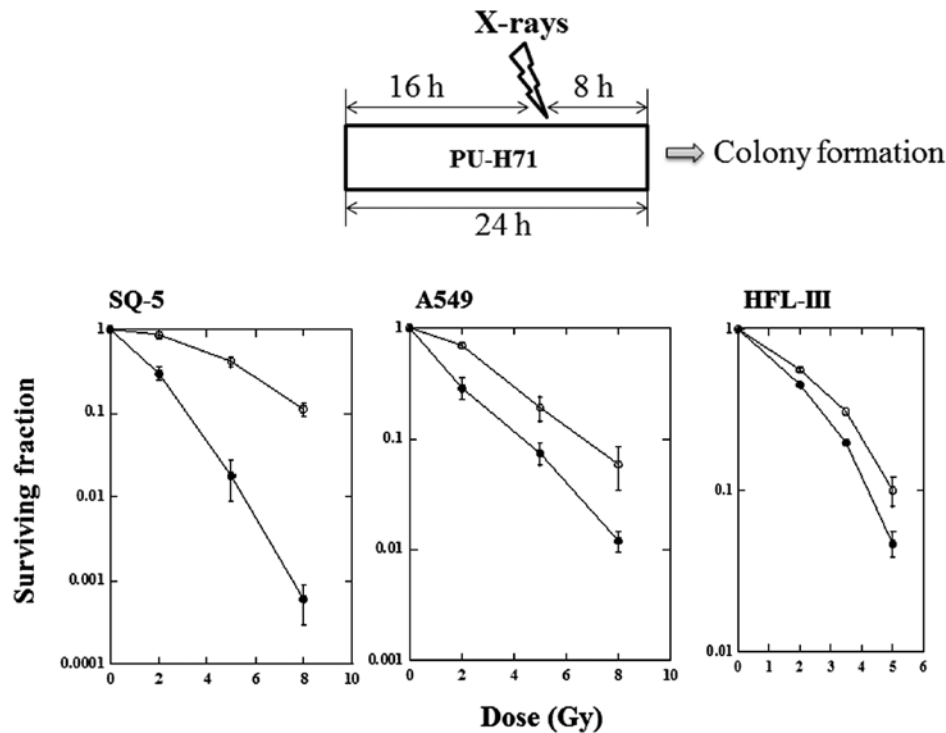 X-rays
16 h
8 h
PU-H71
Colony formation
24 h
SQ-5
A549
HFL-III
Surviving fraction
1
0.1
0.01
0.001
0.0001
0 2 4 6 8 10
1
0.1
0.01
0.001
0 2 4 6 8 10
1
0.1
0.01
0 1 2 3 4 5 6
Dose (Gy)